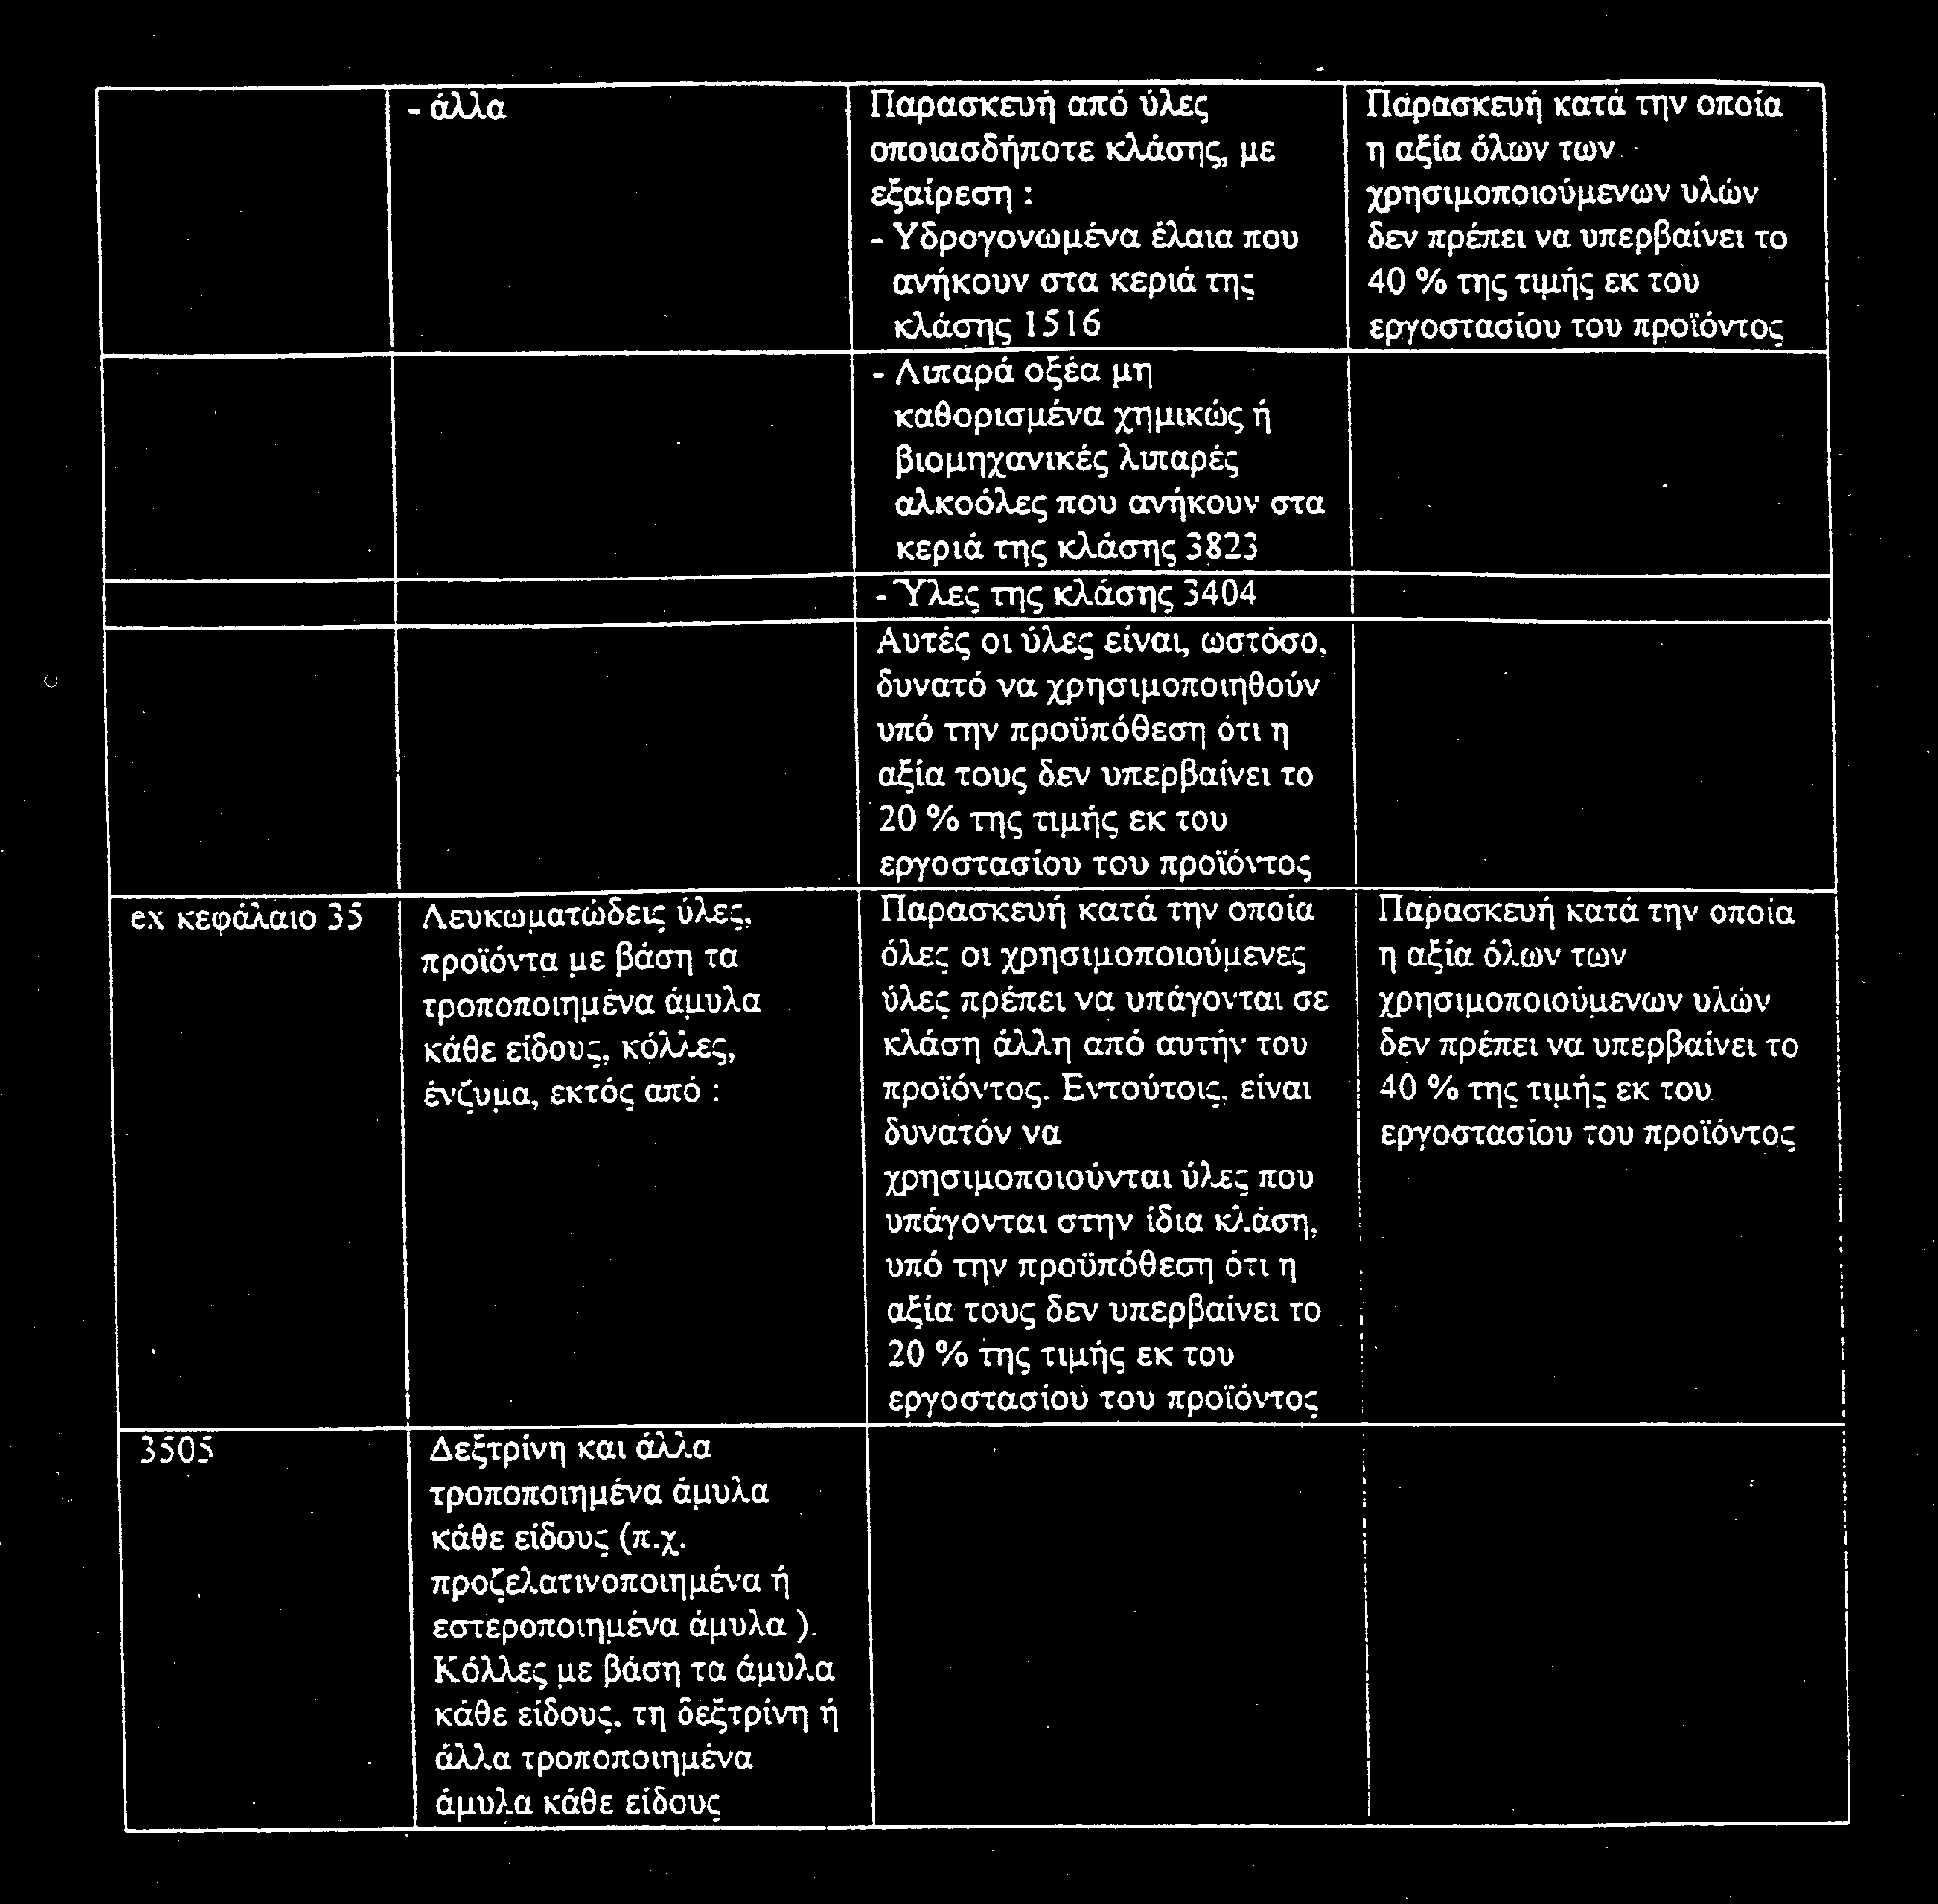 - άλλα
Παρασκευή από ύλες
οποιασδήποτε κλάσης, με
εξαίρεση :
- Υδρογονωμένα έλαια που
ανήκουν στα κεριά της
κλάσης 1516
Παρασκευή κατά την οποία
η αξία όλων των
χρησιμοποιούμενων υλών
δεν πρέπει να υπερβαίνει το
40 % της τιμής εκ του
εργοστασίου του προϊόντος
- Λιπαρά οξέα μη
καθορισμένα χημικώς ή
βιομηχανικές λιπαρές
αλκοόλες που ανήκουν στα
κεριά της κλάσης 3823
- Ύλες της κλάσης 3404
Αυτές οι ύλες είναι, ωστόσο,
δυνατό να χρησιμοποιηθούν
υπό την προϋπόθεση ότι η
αξία τους δεν υπερβαίνει το
20 % της τιμής εκ του
εργοστασίου του προϊόντος
ex κεφάλαιο 35
Λευκωματώδεις ύλες,
προϊόντα με βάση τα
τροποποιημένα άμυλα
κάθε είδους, κόλλες,
ένζυμα, εκτός από :
Παρασκευή κατά την οποία
όλες οι χρησιμοποιούμενες
ύλες πρέπει να υπάγονται σε
κλάση άλλη από αυτήν του
προϊόντος. Εντούτοις, είναι
δυνατόν να
χρησιμοποιούνται ύλες που
υπάγονται στην ίδια κλάση,
υπό την προϋπόθεση ότι η
αξία τους δεν υπερβαίνει το
20 % της τιμής εκ του
εργοστασίου του προϊόντος
Παρασκευή κατά την οποία
η αξία όλων των
χρησιμοποιούμενων υλών
δεν πρέπει να υπερβαίνει το
40 % της τιμής εκ του
εργοστασίου του προϊόντος
3505
Δεξτρίνη και άλλα
τροποποιημένα άμυλα
κάθε είδους (π.χ.
προζελατινοποιημένα ή
εστεροποιημένα άμυλα ).
Κόλλες με βάση τα άμυλα
κάθε είδους, τη δεξτρίνη ή
άλλα τροποποιημένα
άμυλα κάθε είδους